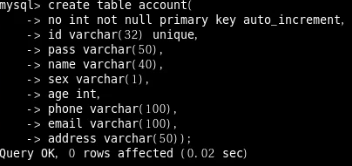 mysql> create table account(
    -> no int not null primary key auto_increment,
    -> id varchar(32) unique,
    -> pass varchar(50),
    -> name varchar(40),
    -> sex varchar(1),
    -> age int,
    -> phone varchar(100),
    -> email varchar(100),
    -> address varchar(50));
Query OK, 0 rows affected (0.02 sec)